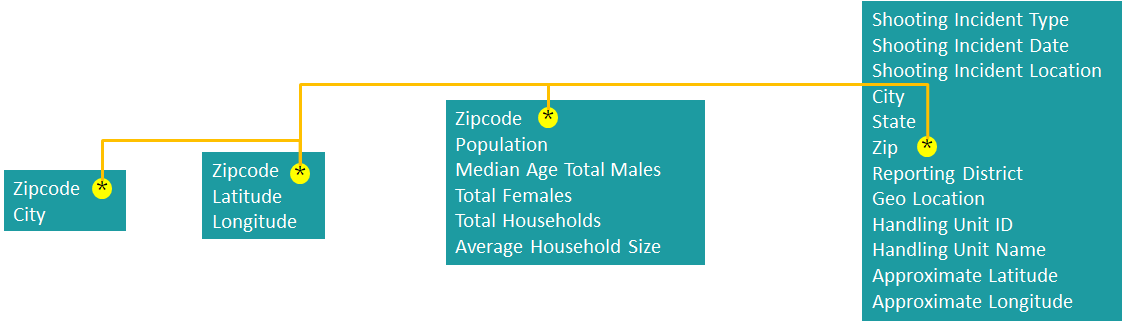 Zipcode *
City
Zipcode *
Latitude
Longitude
Zipcode *
Population
Median Age Total Males
Total Females
Total Households
Average Household Size
Shooting Incident Type
Shooting Incident Date
Shooting Incident Location
City
State
Zip *
Reporting District
Geo Location
Handling Unit ID
Handling Unit Name
Approximate Latitude
Approximate Longitude